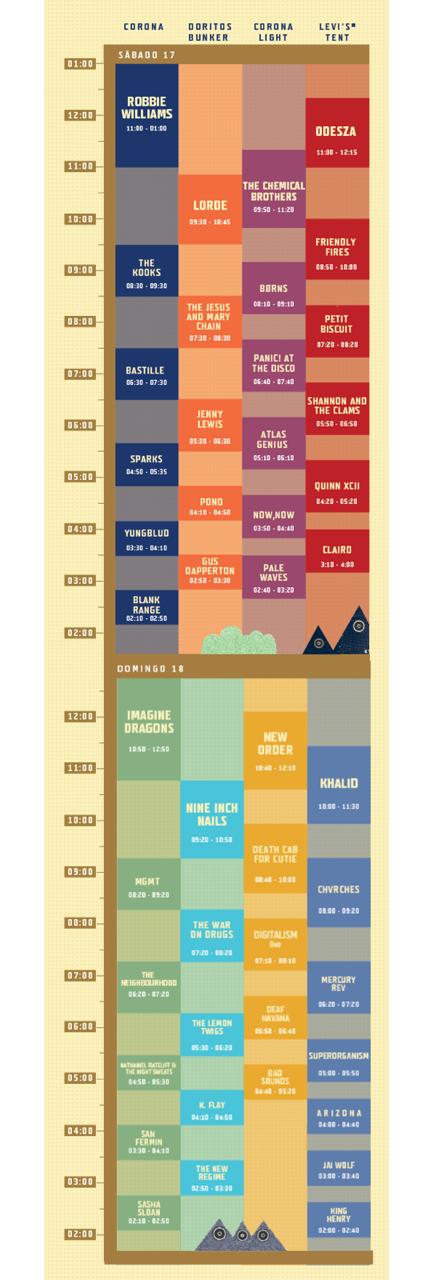 CORONA
DORITOS
BUNKER
CORONA
LIGHT
LEVI'S®
TENT
SÁBADO 17
01:00
12:00
11:00
10:00
09:00
08:00
07:00
06:00
05:00
04:00
03:00
02:00
ROBBIE
WILLIAMS
11:00 - 01:00
THE
KOOKS
08:30 - 09:30
BASTILLE
06:30 - 07:30
SPARKS
04:50 - 05:35
YUNGBLUD
03:30 - 04:10
BLANK
RANGE
02:10 - 02:50
LORDE
09:30 - 10:45
THE JESUS
AND MARY
CHAIN
07:30 - 08:30
JENNY
LEWIS
05:30 - 06:30
POND
04:10 - 04:50
GUS
DAPPERTON
02:50 - 03:30
THE CHEMICAL
BROTHERS
09:50 - 11:20
BØRNS
08:10 - 09:10
PANIC! AT
THE DISCO
06:40 - 07:40
ATLAS
GENIUS
05:10 - 06:10
NOW,NOW
03:50 - 04:40
PALE
WAVES
02:40 - 03:20
ODESZA
11:00 - 12:15
FRIENDLY
FIRES
08:50 - 10:00
PETIT
BISCUIT
07:20 - 08:20
SHANNON AND
THE CLAMS
05:50 - 06:50
QUINN XCII
04:20 - 05:20
CLAIRO
3:10 - 4:00
DOMINGO 18
12:00
11:00
10:00
09:00
08:00
07:00
06:00
05:00
04:00
03:00
02:00
IMAGINE
DRAGONS
10:50 - 12:50
MGMT
08:20 - 09:20
THE
NEIGHBOURHOOD
06:20 - 07:20
NATHANIEL RATELIFF &
THE NIGHT SWEATS
04:50 - 05:30
SAN
FERMIN
03:30 - 04:10
SASHA
SLOAN
02:10 - 02:50
NINE INCH
NAILS
09:20 - 10:50
THE WAR
ON DRUGS
07:20 - 08:20
THE LEMON
TWIGS
05:30 - 06:20
K. FLAY
04:10 - 04:50
THE NEW
REGIME
02:50 - 03:30
NEW
ORDER
10:40 - 12:10
DEATH CAB
FOR CUTIE
08:40 - 10:00
DIGITALISM
live
07:10 - 08:10
DEAF
HAVANA
05:50 - 06:40
BAD
SOUNDS
04:40 - 05:20
KHALID
10:00 - 11:30
CHVRCHES
08:00 - 09:20
MERCURY
REV
06:20 - 07:20
SUPERORGANISM
05:00 - 05:50
A R I Z O N A
04:00 - 04:40
JAI WOLF
03:00 - 03:40
KING
HENRY
02:00 - 02:40